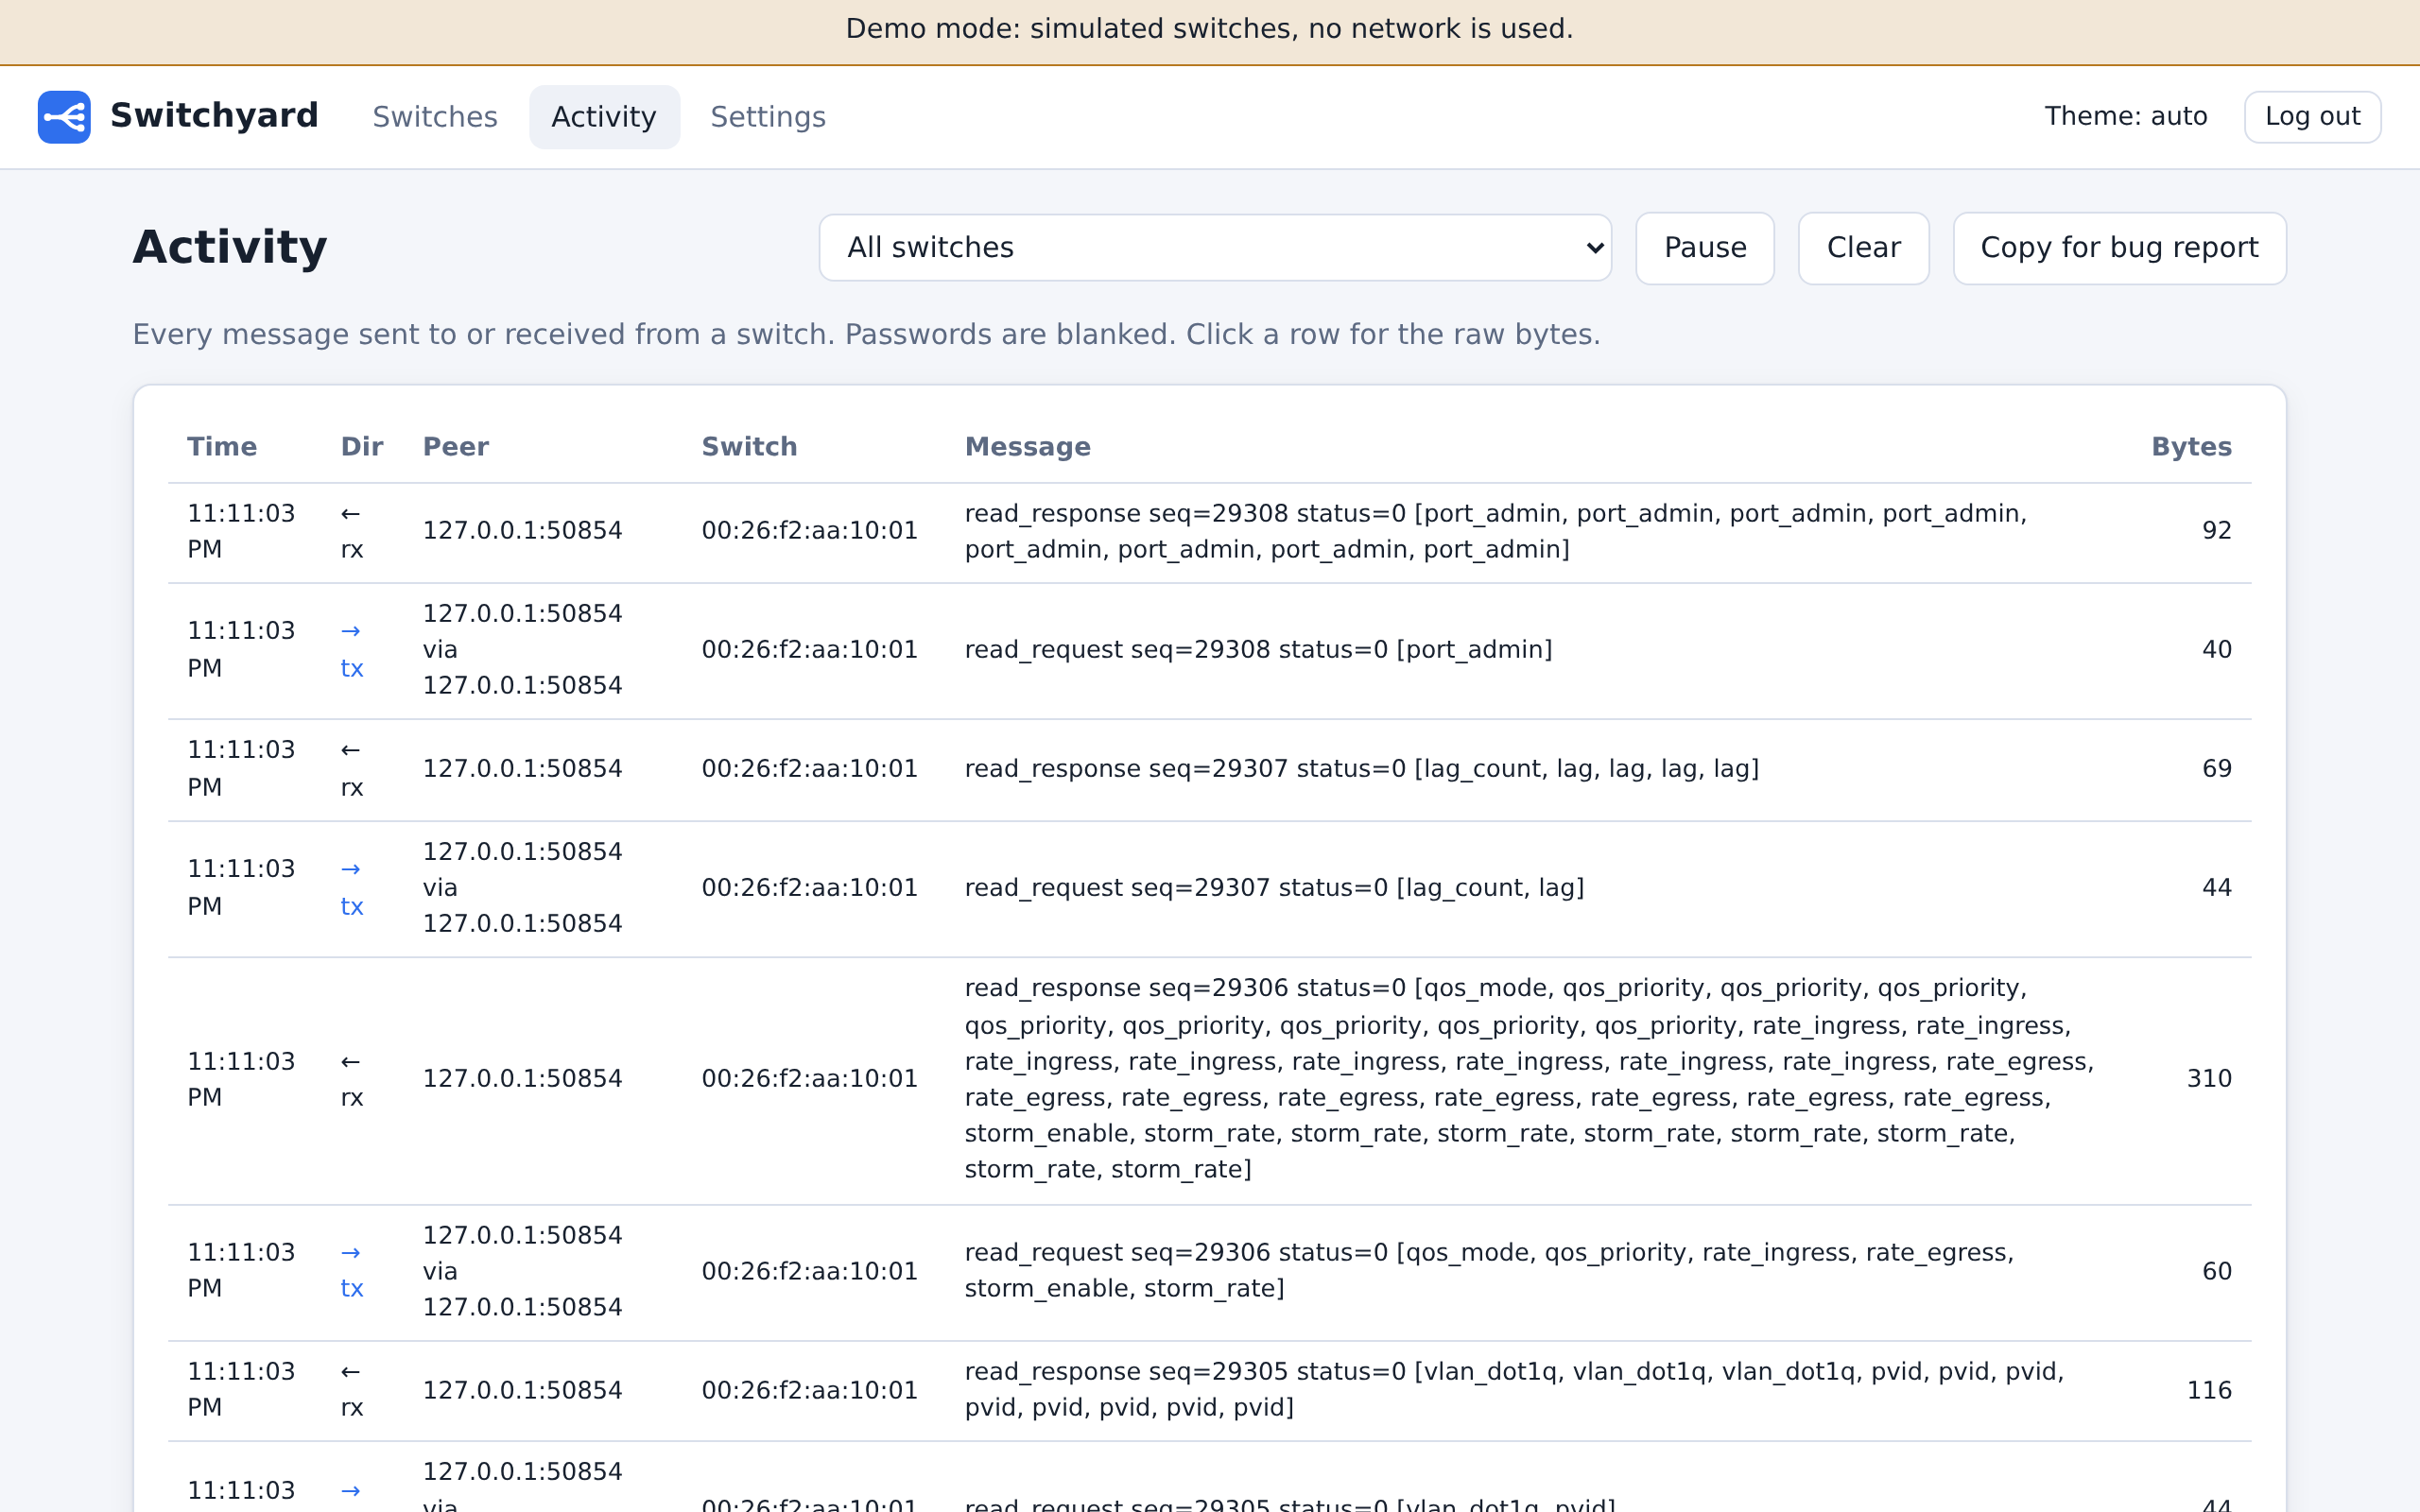 Demo mode: simulated switches, no network is used.
Switchyard Switches Activity Settings Theme: auto Log out
Activity All switches Pause Clear Copy for bug report
Every message sent to or received from a switch. Passwords are blanked. Click a row for the raw bytes.
Time Dir Peer Switch Message Bytes
11:11:03 PM ← rx 127.0.0.1:50854 00:26:f2:aa:10:01 read_response seq=29308 status=0 [port_admin, port_admin, port_admin, port_admin,
port_admin, port_admin, port_admin, port_admin] 92
11:11:03 PM → tx 127.0.0.1:50854 via 127.0.0.1:50854 00:26:f2:aa:10:01 read_request seq=29308 status=0 [port_admin] 40
11:11:03 PM ← rx 127.0.0.1:50854 00:26:f2:aa:10:01 read_response seq=29307 status=0 [lag_count, lag, lag, lag, lag] 69
11:11:03 PM → tx 127.0.0.1:50854 via 127.0.0.1:50854 00:26:f2:aa:10:01 read_request seq=29307 status=0 [lag_count, lag] 44
11:11:03 PM ← rx 127.0.0.1:50854 00:26:f2:aa:10:01 read_response seq=29306 status=0 [qos_mode, qos_priority, qos_priority, qos_priority,
qos_priority, qos_priority, qos_priority, qos_priority, qos_priority, rate_ingress, rate_ingress,
rate_ingress, rate_ingress, rate_ingress, rate_ingress, rate_ingress, rate_ingress, rate_egress,
rate_egress, rate_egress, rate_egress, rate_egress, rate_egress, rate_egress, rate_egress,
storm_enable, storm_rate, storm_rate, storm_rate, storm_rate, storm_rate, storm_rate,
storm_rate, storm_rate] 310
11:11:03 PM → tx 127.0.0.1:50854 via 127.0.0.1:50854 00:26:f2:aa:10:01 read_request seq=29306 status=0 [qos_mode, qos_priority, rate_ingress, rate_egress,
storm_enable, storm_rate] 60
11:11:03 PM ← rx 127.0.0.1:50854 00:26:f2:aa:10:01 read_response seq=29305 status=0 [vlan_dot1q, vlan_dot1q, vlan_dot1q, pvid, pvid, pvid,
pvid, pvid, pvid, pvid, pvid] 116
11:11:03 → 127.0.0.1:50854 via 00:26:f2:aa:10:01 read_request seq=29305 status=0 [vlan_dot1q, pvid] 44